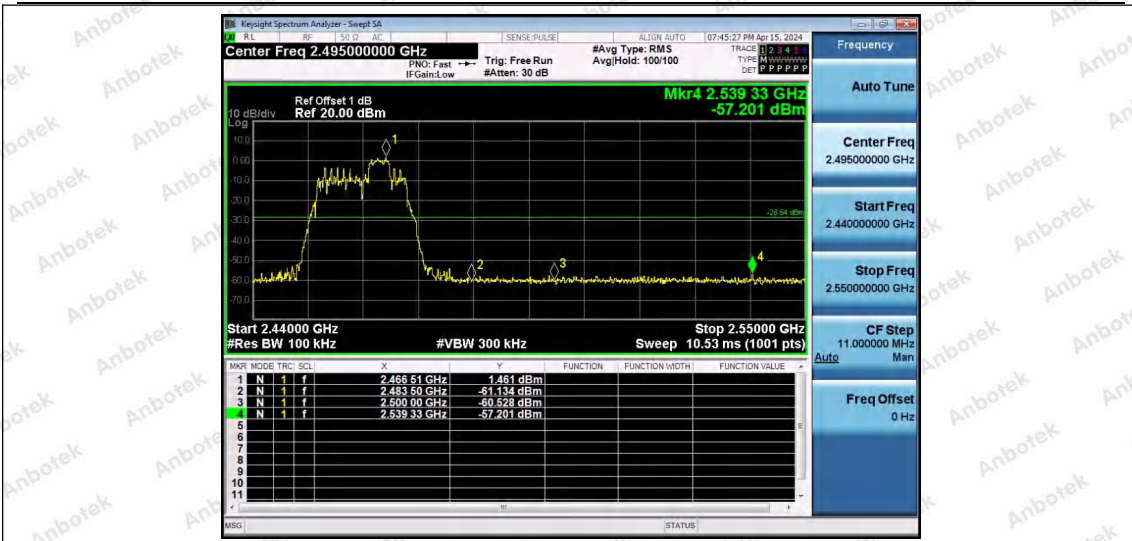 Keysight Spectrum Analyzer - Swept SA
RL RF 50 Ω AC SENSE:PULSE ALIGN AUTO 07:45:27 PM Apr 15, 2024
Center Freq 2.495000000 GHz
PNO: Fast
IFGain:Low
Trig: Free Run
#Atten: 30 dB
#Avg Type: RMS
Avg|Hold: 100/100
TRACE 1 2 3 4 5 6
TYPE M W W W W W
DET P P P P P P
Frequency
Auto Tune
Center Freq
2.495000000 GHz
Start Freq
2.440000000 GHz
Stop Freq
2.550000000 GHz
CF Step
11.000000 MHz
Auto Man
Freq Offset
0 Hz
Mkr4 2.539 33 GHz
-57.201 dBm
Ref Offset 1 dB
10 dB/div Ref 20.00 dBm
Log
10.0
0.00
-10.0
-20.0
-30.0
-40.0
-50.0
-60.0
-70.0
1
2
3
4
-28.54 dBm
Start 2.44000 GHz Stop 2.55000 GHz
#Res BW 100 kHz #VBW 300 kHz Sweep 10.53 ms (1001 pts)
MKR MODE TRC SCL X Y FUNCTION FUNCTION WIDTH FUNCTION VALUE
1 N 1 f 2.466 51 GHz 1.461 dBm
2 N 1 f 2.483 50 GHz -61.134 dBm
3 N 1 f 2.500 00 GHz -60.528 dBm
4 N 1 f 2.539 33 GHz -57.201 dBm
5
6
7
8
9
10
11
MSG STATUS
Anbotek